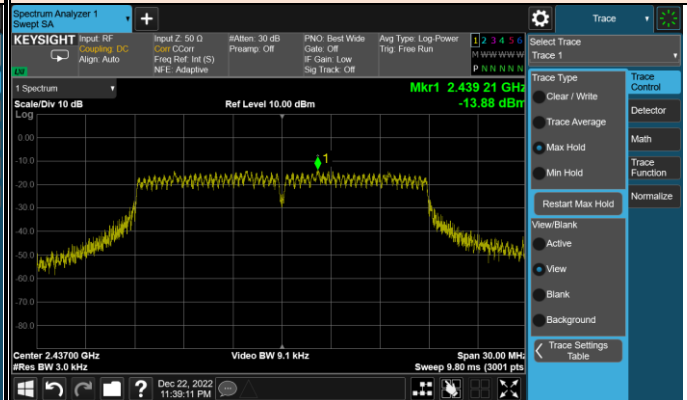 Spectrum Analyzer 1
Swept SA
Trace
KEYSIGHT
Input: RF
Coupling: DC
Align: Auto
Input Z: 50 Ω
Corr CCorr
Freq Ref: Int (S)
NFE: Adaptive
#Atten: 30 dB
Preamp: Off
PNO: Best Wide
Gate: Off
IF Gain: Low
Sig Track: Off
Avg Type: Log-Power
Trig: Free Run
1 2 3 4 5 6
M W W W W W
P N N N N N
LXI
Select Trace
Trace 1
1 Spectrum
Mkr1 2.439 21 GHz
Scale/Div 10 dB
Ref Level 10.00 dBm
-13.88 dBm
Log
0.00
-10.0
-20.0
-30.0
-40.0
-50.0
-60.0
-70.0
-80.0
1
Center 2.43700 GHz
#Res BW 3.0 kHz
Video BW 9.1 kHz
Span 30.00 MHz
Sweep 9.80 ms (3001 pts
Trace Type
Clear / Write
Trace Average
Max Hold
Min Hold
Restart Max Hold
View/Blank
Active
View
Blank
Background
Trace Settings
Table
Trace
Control
Detector
Math
Trace
Function
Normalize
?
Dec 22, 2022
11:39:11 PM